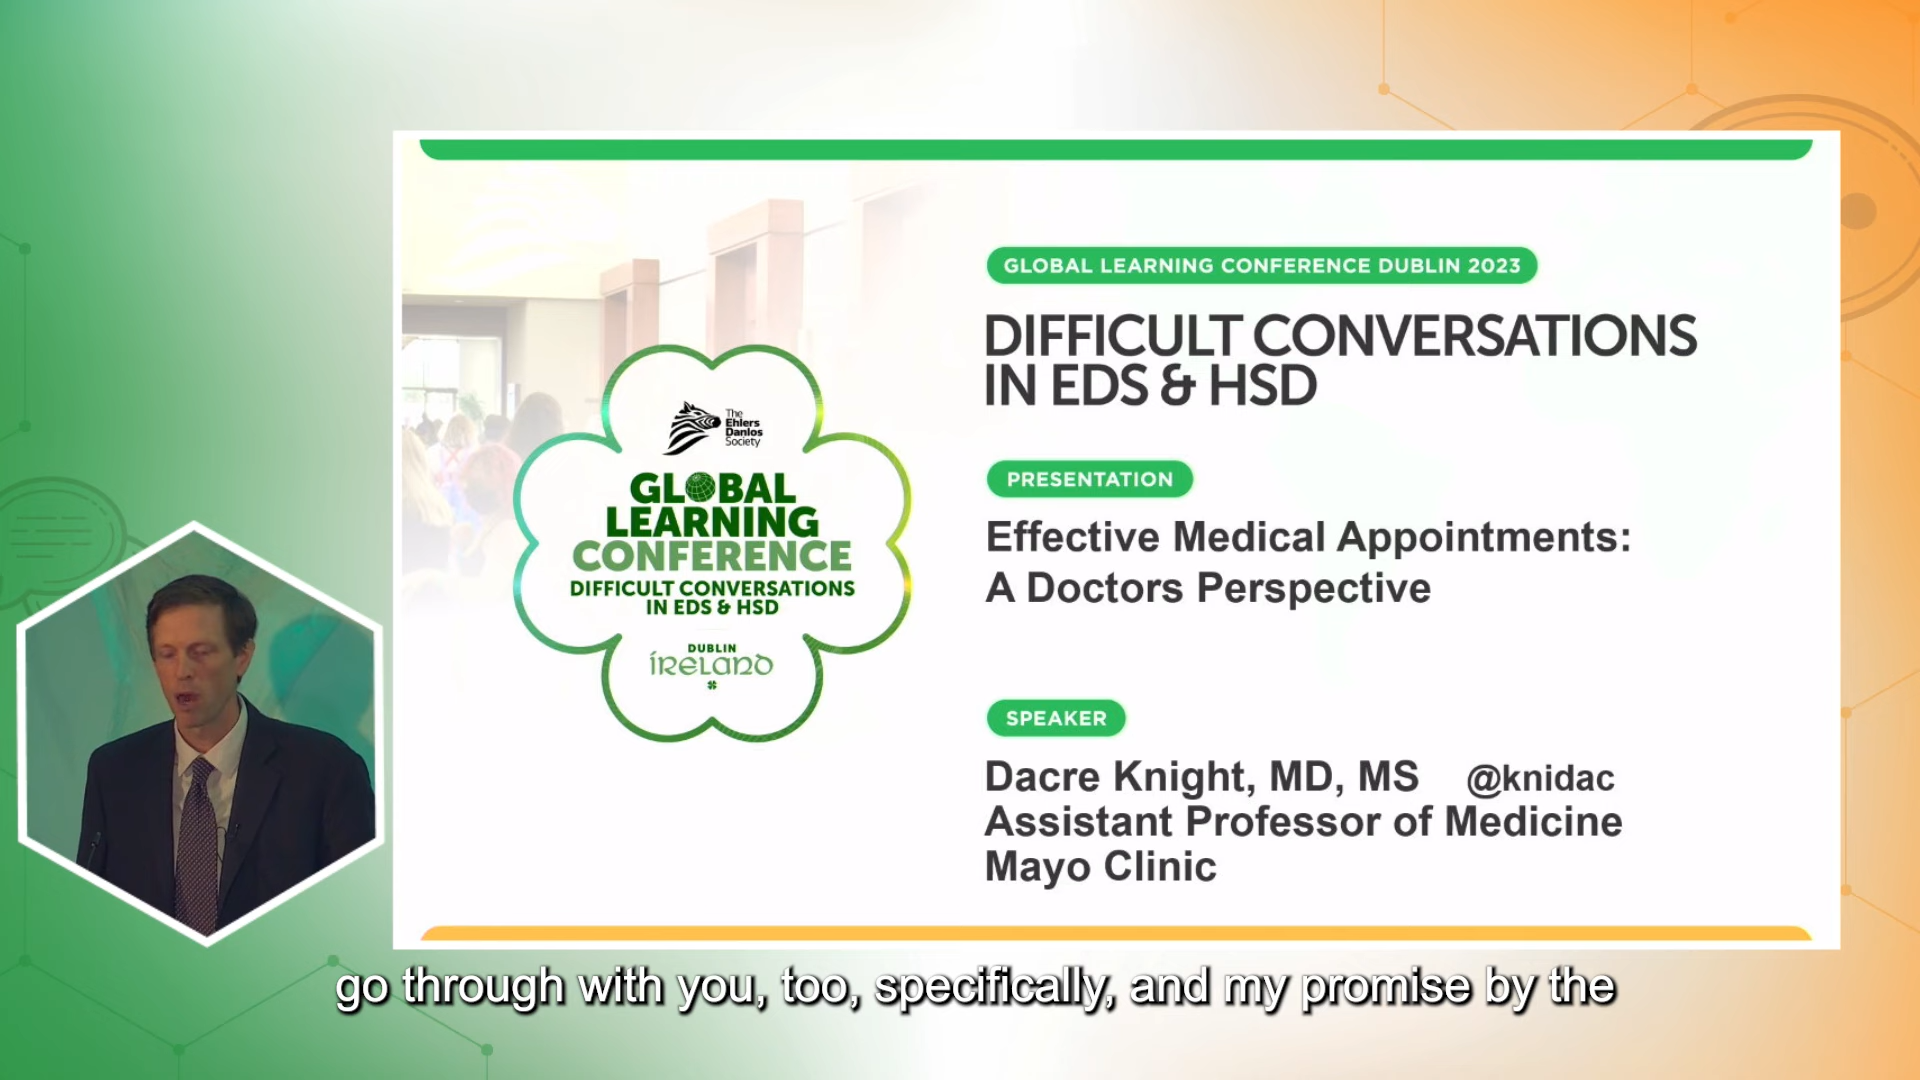 GLOBAL LEARNING CONFERENCE DUBLIN 2023
DIFFICULT CONVERSATIONS
IN EDS & HSD
The
Ehlers
Danlos
Society
GLOBAL
LEARNING
CONFERENCE
DIFFICULT CONVERSATIONS
IN EDS & HSD
DUBLIN
IRELAND
PRESENTATION
Effective Medical Appointments:
A Doctors Perspective
SPEAKER
Dacre Knight, MD, MS @knidac
Assistant Professor of Medicine
Mayo Clinic
go through with you, too, specifically, and my promise by the